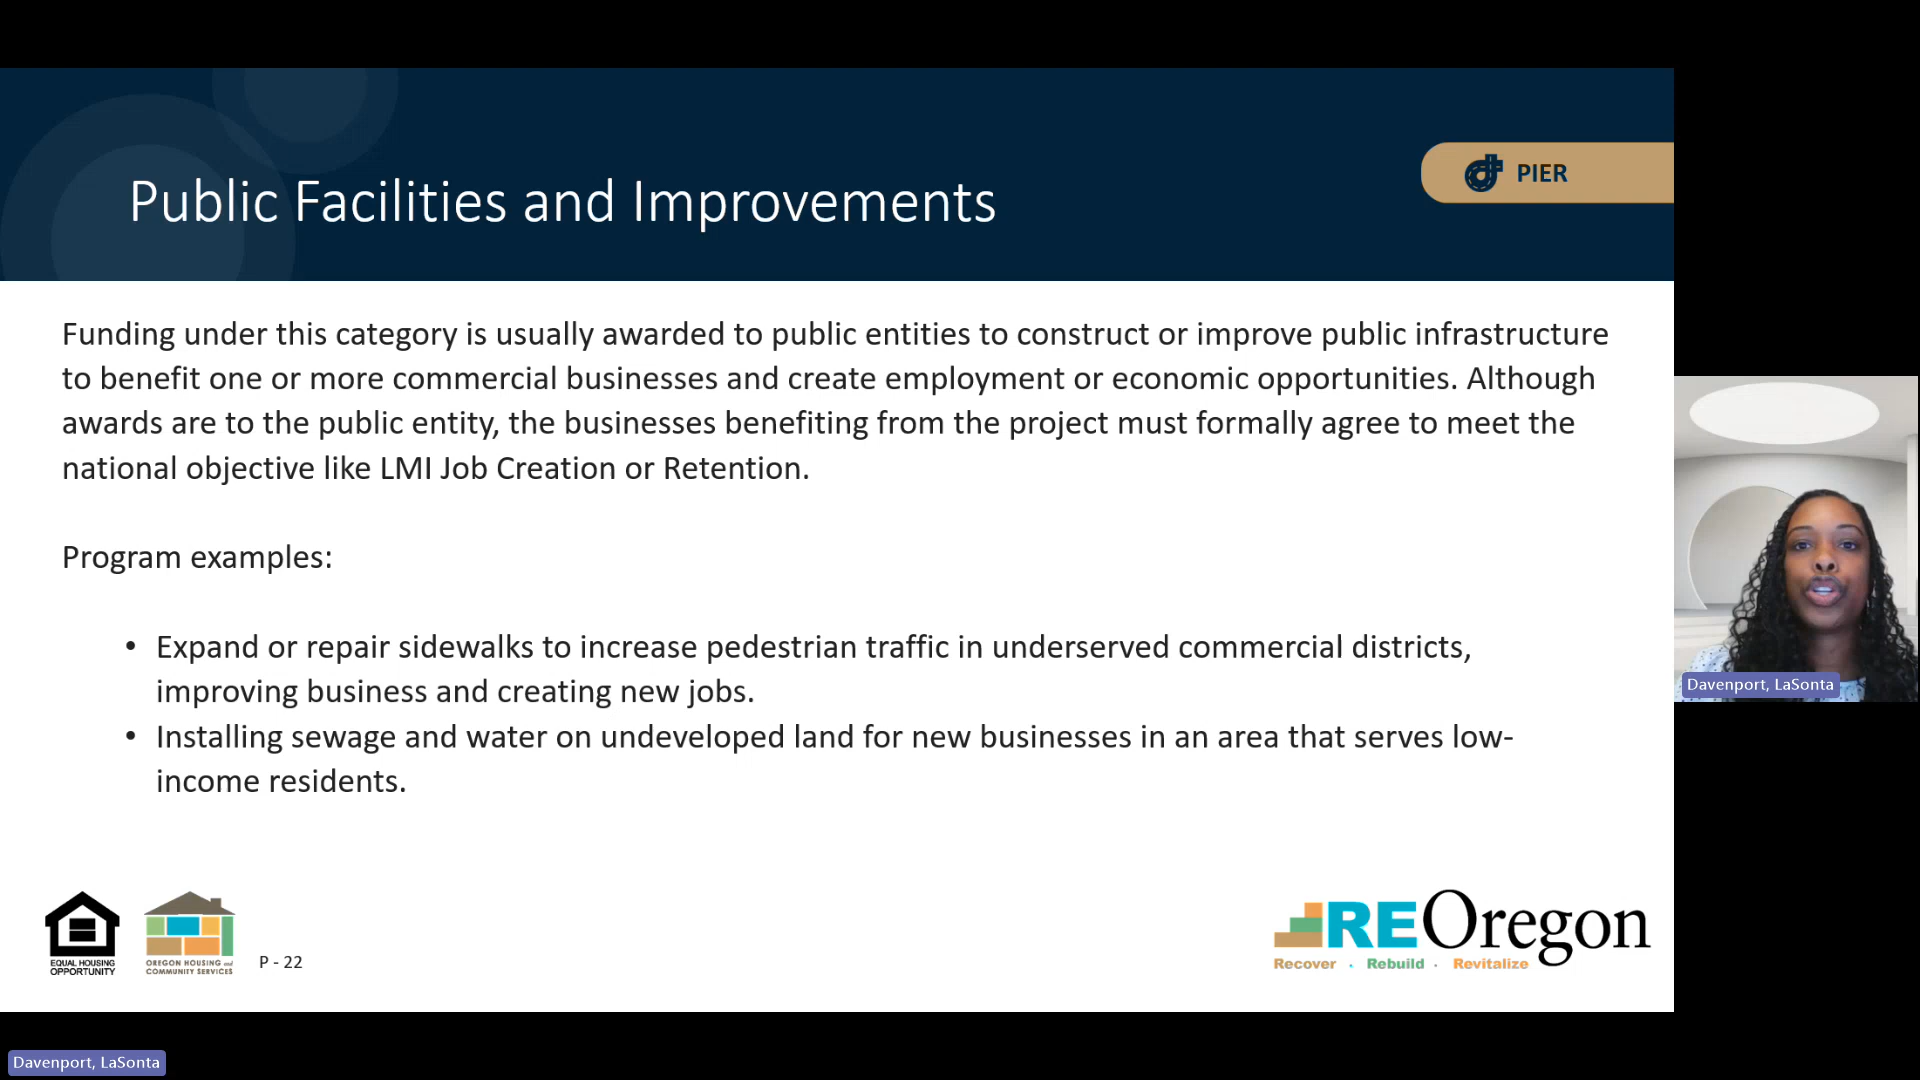 Public Facilities and Improvements
PIER
Funding under this category is usually awarded to public entities to construct or improve public infrastructure
to benefit one or more commercial businesses and create employment or economic opportunities. Although
awards are to the public entity, the businesses benefiting from the project must formally agree to meet the
national objective like LMI Job Creation or Retention.
Program examples:
• Expand or repair sidewalks to increase pedestrian traffic in underserved commercial districts,
improving business and creating new jobs.
• Installing sewage and water on undeveloped land for new businesses in an area that serves low-
income residents.
Davenport, LaSonta
EQUAL HOUSING
OPPORTUNITY
OREGON HOUSING and
COMMUNITY SERVICES
P - 22
REOregon
Recover . Rebuild . Revitalize
Davenport, LaSonta